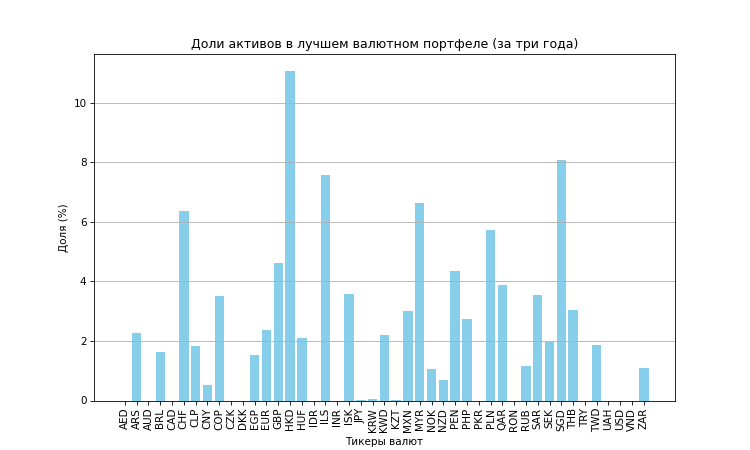 Доли активов в лучшем валютном портфеле (за три года)
Доля (%)
10
8
6
4
2
0
AED ARS AUD BRL CAD CHF CLP CNY COP CZK DKK EGP EUR GBP HKD HUF IDR ILS INR ISK JPY KRW KWD KZT MXN MYR NOK NZD PEN PHP PKR PLN QAR RON RUB SAR SEK SGD THB TRY TWD UAH USD VND ZAR
Тикеры валют